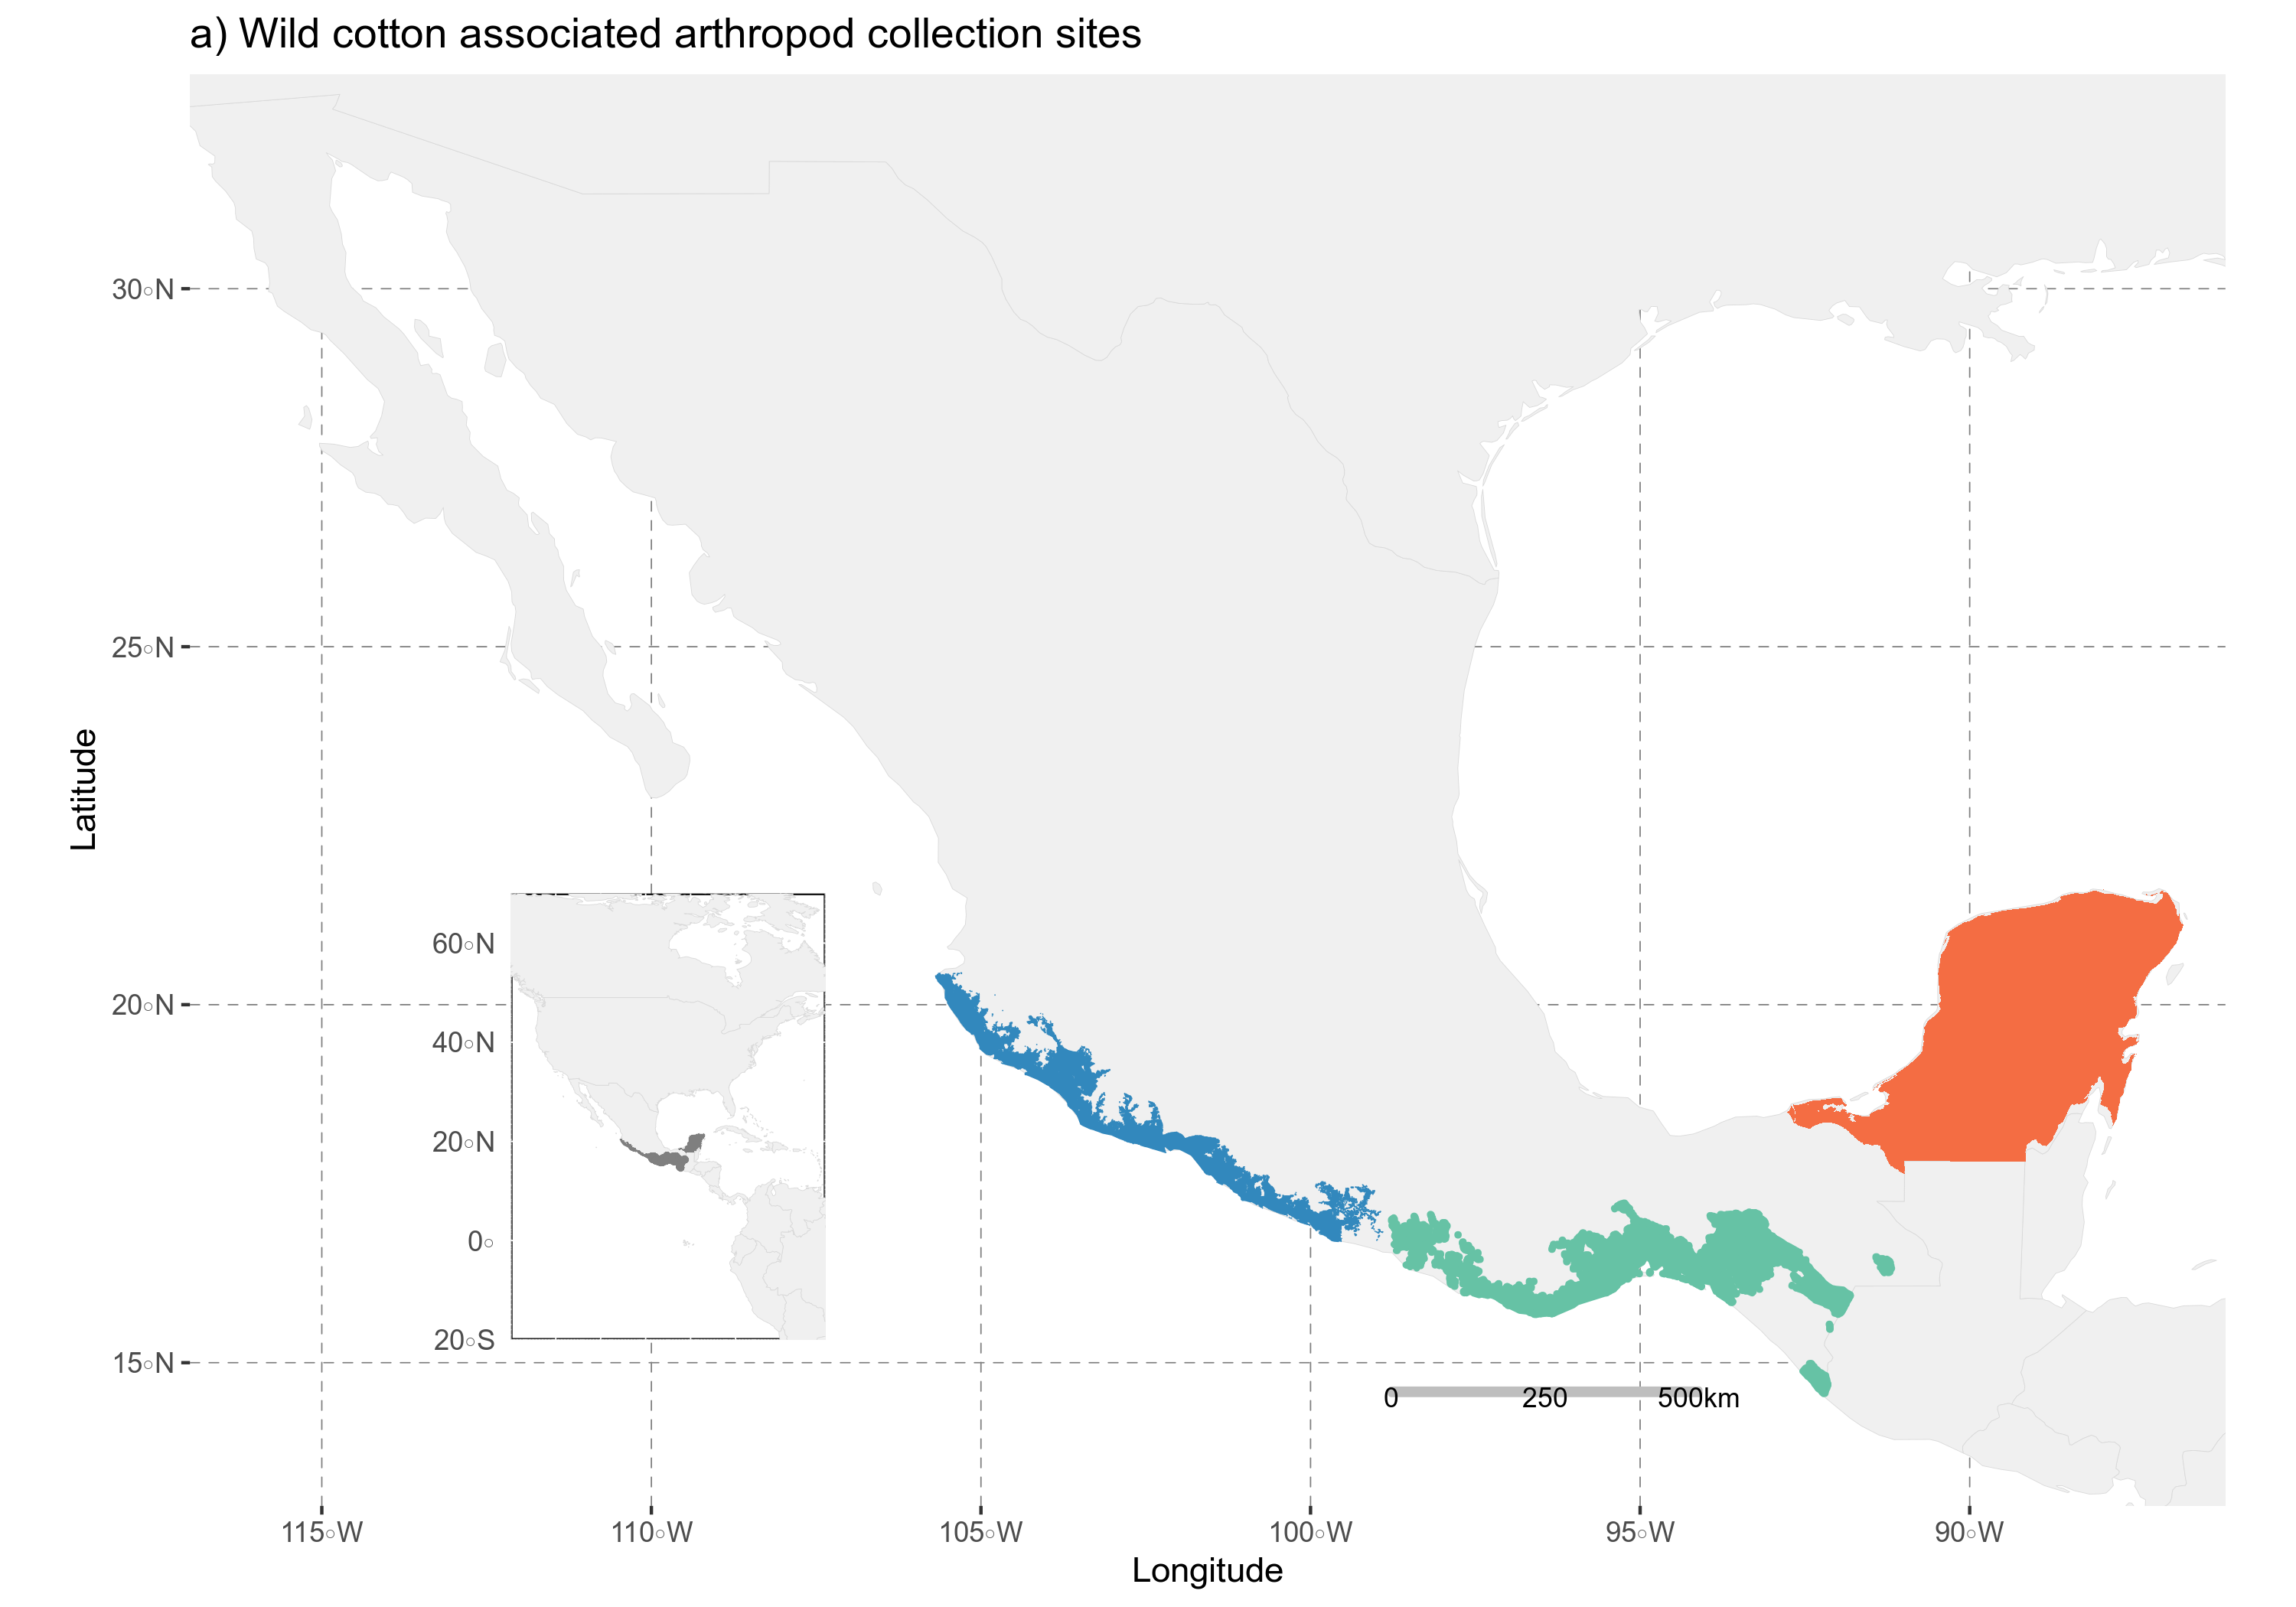 a) Wild cotton associated arthropod collection sites
30◦N
25◦N
20◦N
15◦N
Latitude
60◦N
40◦N
20◦N
0◦
20◦S
0 250 500km
115◦W 110◦W 105◦W 100◦W 95◦W 90◦W
Longitude